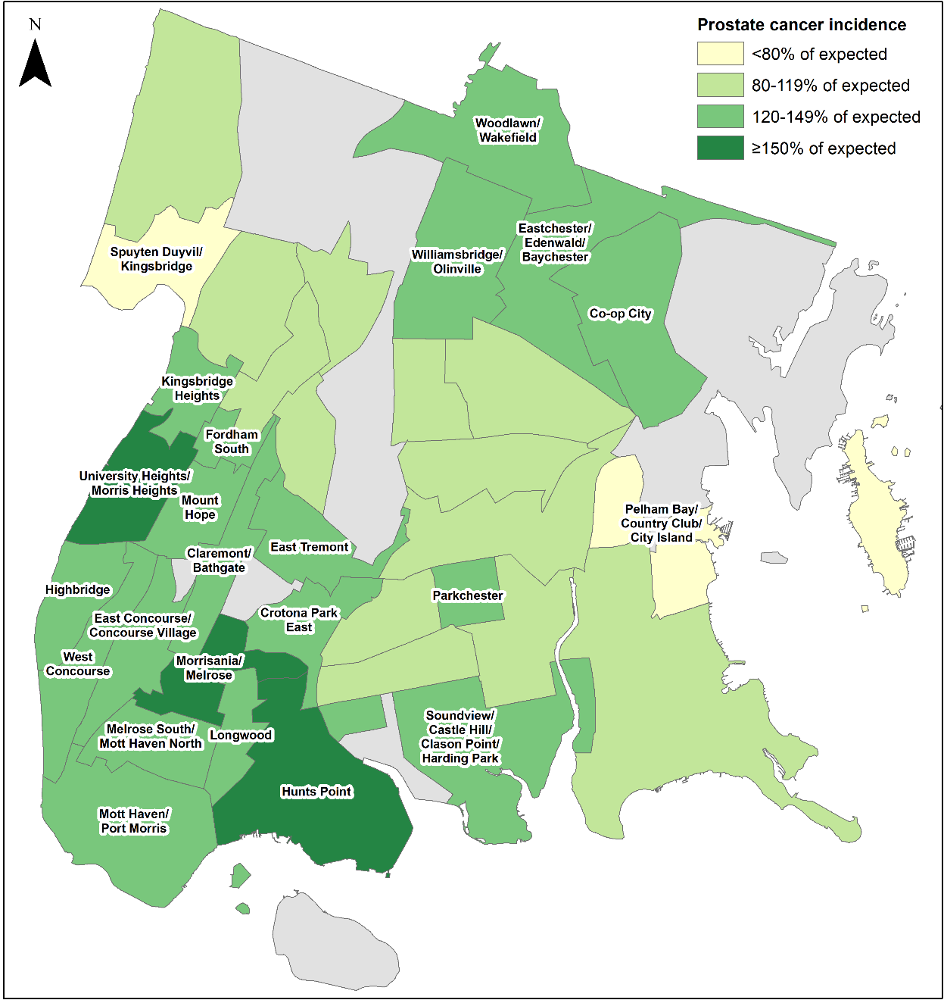 N
Prostate cancer incidence
<80% of expected
80-119% of expected
120-149% of expected
≥150% of expected
Woodlawn/
Wakefield
Spuyten Duyvil/
Kingsbridge
Williamsbridge/
Olinville
Eastchester/
Edenwald/
Baychester
Co-op City
Kingsbridge
Heights
Fordham
South
University Heights/
Morris Heights
Mount
Hope
Pelham Bay/
Country Club/
City Island
East Tremont
Claremont/
Bathgate
Highbridge
Parkchester
East Concourse/
Concourse Village
Crotona Park
East
West
Concourse
Morrisania/
Melrose
Melrose South/
Mott Haven North
Longwood
Soundview/
Castle Hill/
Clason Point/
Harding Park
Hunts Point
Mott Haven/
Port Morris